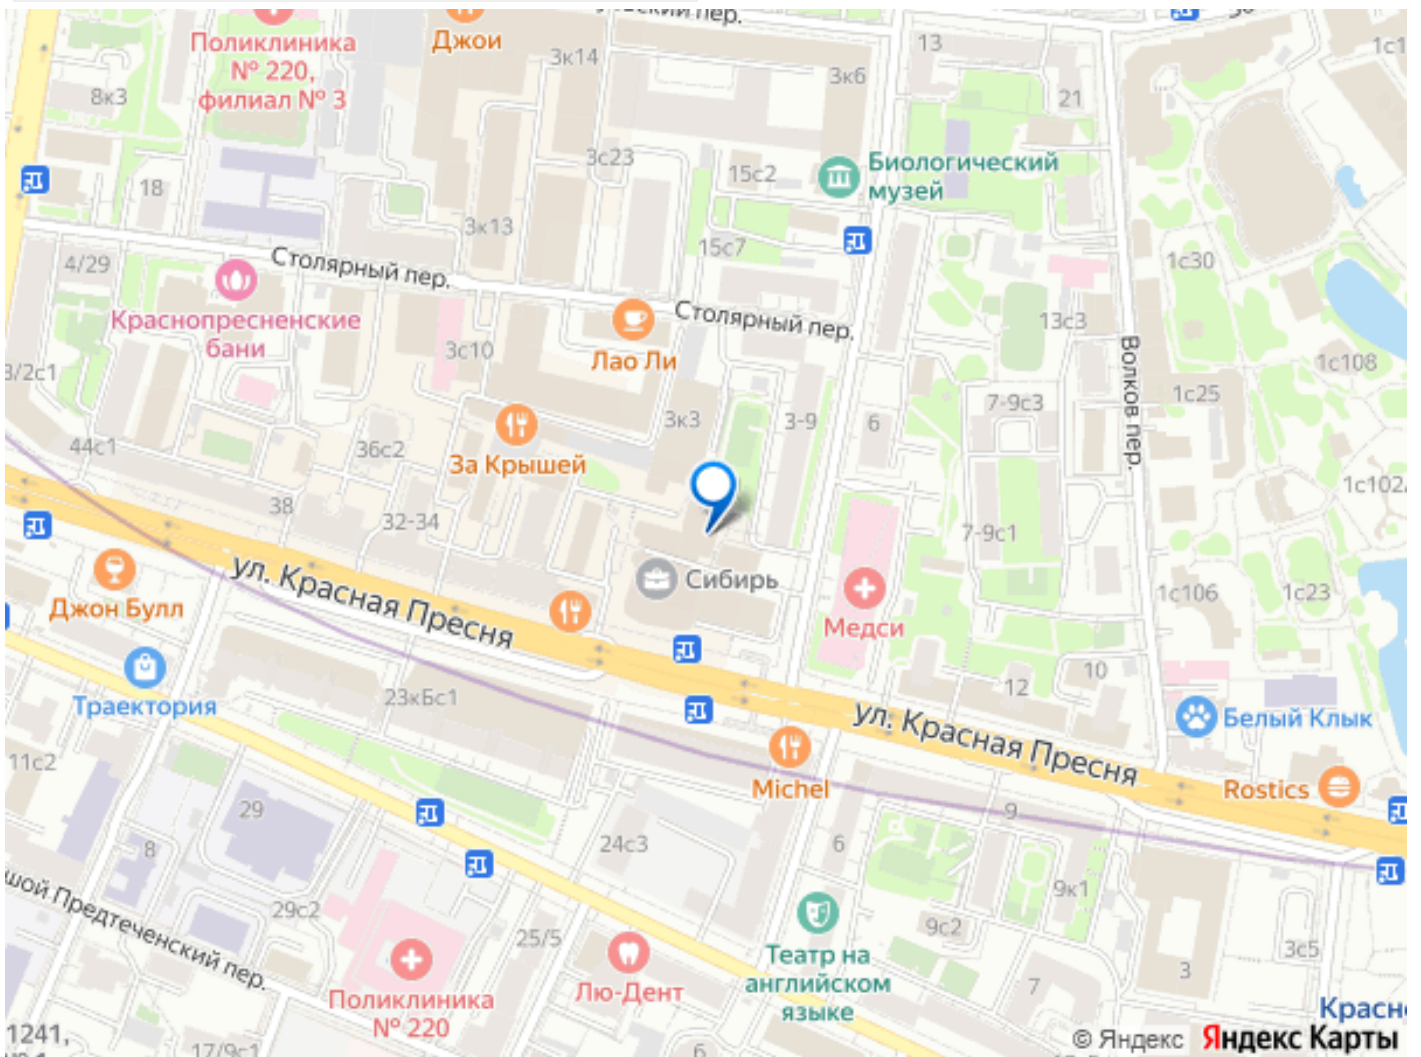 Поликлиника
№ 220,
филиал № 3
Джои
3к14
13
3к6
21
8к3
1с1
3с23
15с2
Биологический
музей
18
3к13
15с7
4/29
Столярный пер.
1с30
Краснопресненские
бани
Столярный пер.
13с3
Лао Ли
3с10
Волков пер.
1с108
3/2с1
1с25
7-9с3
3к3
3-9
6
44с1
36с2
За Крышей
1с102
38
32-34
7-9с1
ул. Красная Пресня
Сибирь
Джон Булл
Медси
1с106
1с23
10
12
23кБс1
Траектория
ул. Красная Пресня
Белый Клык
11с2
Michel
Rostics
29
9
8
24с3
6
9к1
29с2
25/5
9с2
Предтеченский пер.
Театр на
английском
языке
3с5
3
7
Лю-Дент
Поликлиника
№ 220
Красн
1241,
17/9с1
6
© Яндекс Яндекс Карты